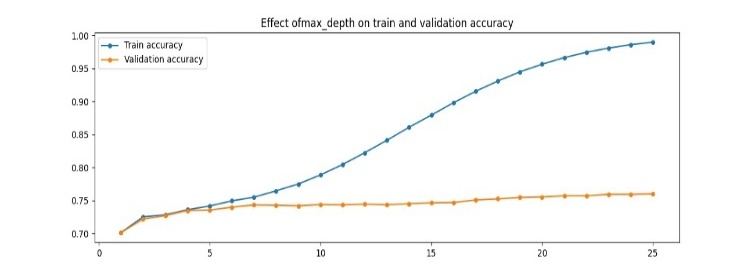 Effect ofmax_depth on train and validation accuracy
Train accuracy
Validation accuracy
1.00
0.95
0.90
0.85
0.80
0.75
0.70
0 5 10 15 20 25